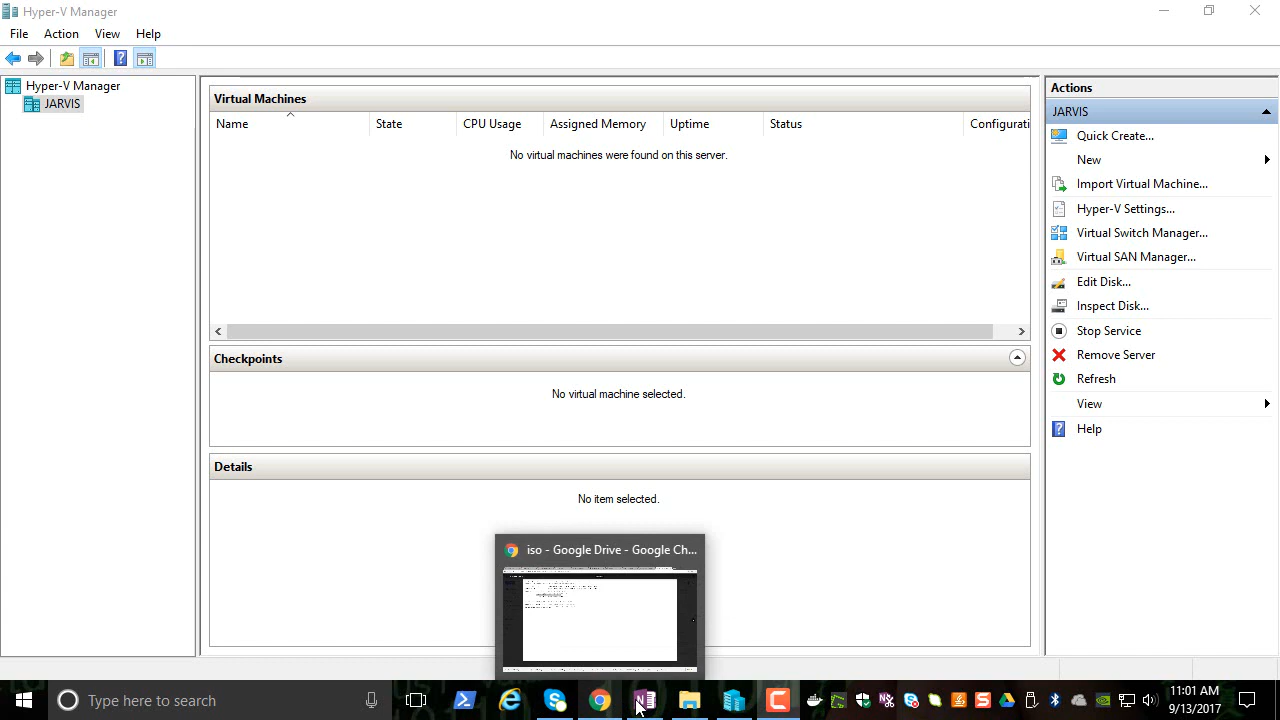 Hyper-V Manager
File Action View Help
Hyper-V Manager
JARVIS
Virtual Machines
Name State CPU Usage Assigned Memory Uptime Status Configurati
No virtual machines were found on this server.
Checkpoints
No virtual machine selected.
Details
No item selected.
Actions
JARVIS
Quick Create...
New
Import Virtual Machine...
Hyper-V Settings...
Virtual Switch Manager...
Virtual SAN Manager...
Edit Disk...
Inspect Disk...
Stop Service
Remove Server
Refresh
View
Help
iso - Google Drive - Google Ch...
Type here to search
11:01 AM
9/13/2017